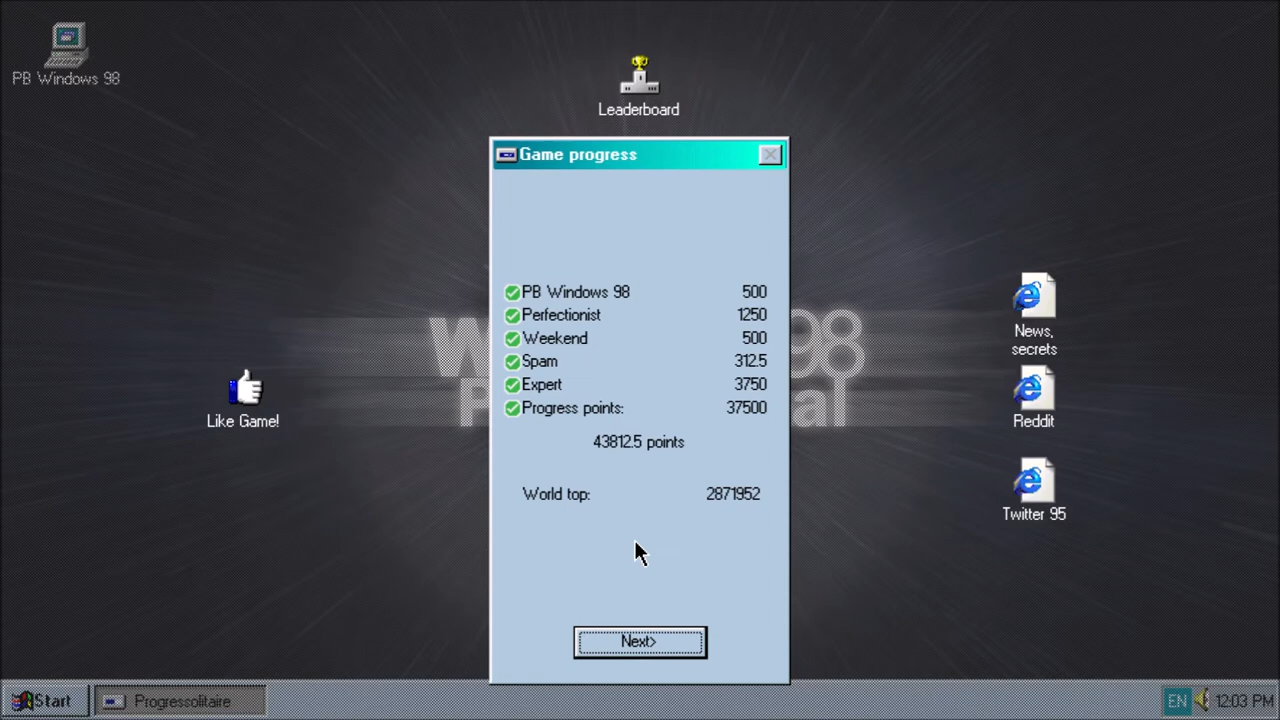 PB Windows 98
Leaderboard
Game progress
PB Windows 98 500
Perfectionist 1250
Weekend 500
Spam 312.5
Expert 3750
Progress points: 37500
43812.5 points
World top: 2871952
Next>
98
al
Like Game!
News,
secrets
Reddit
Twitter 95
Start
Progressolitaire
EN
12:03 PM